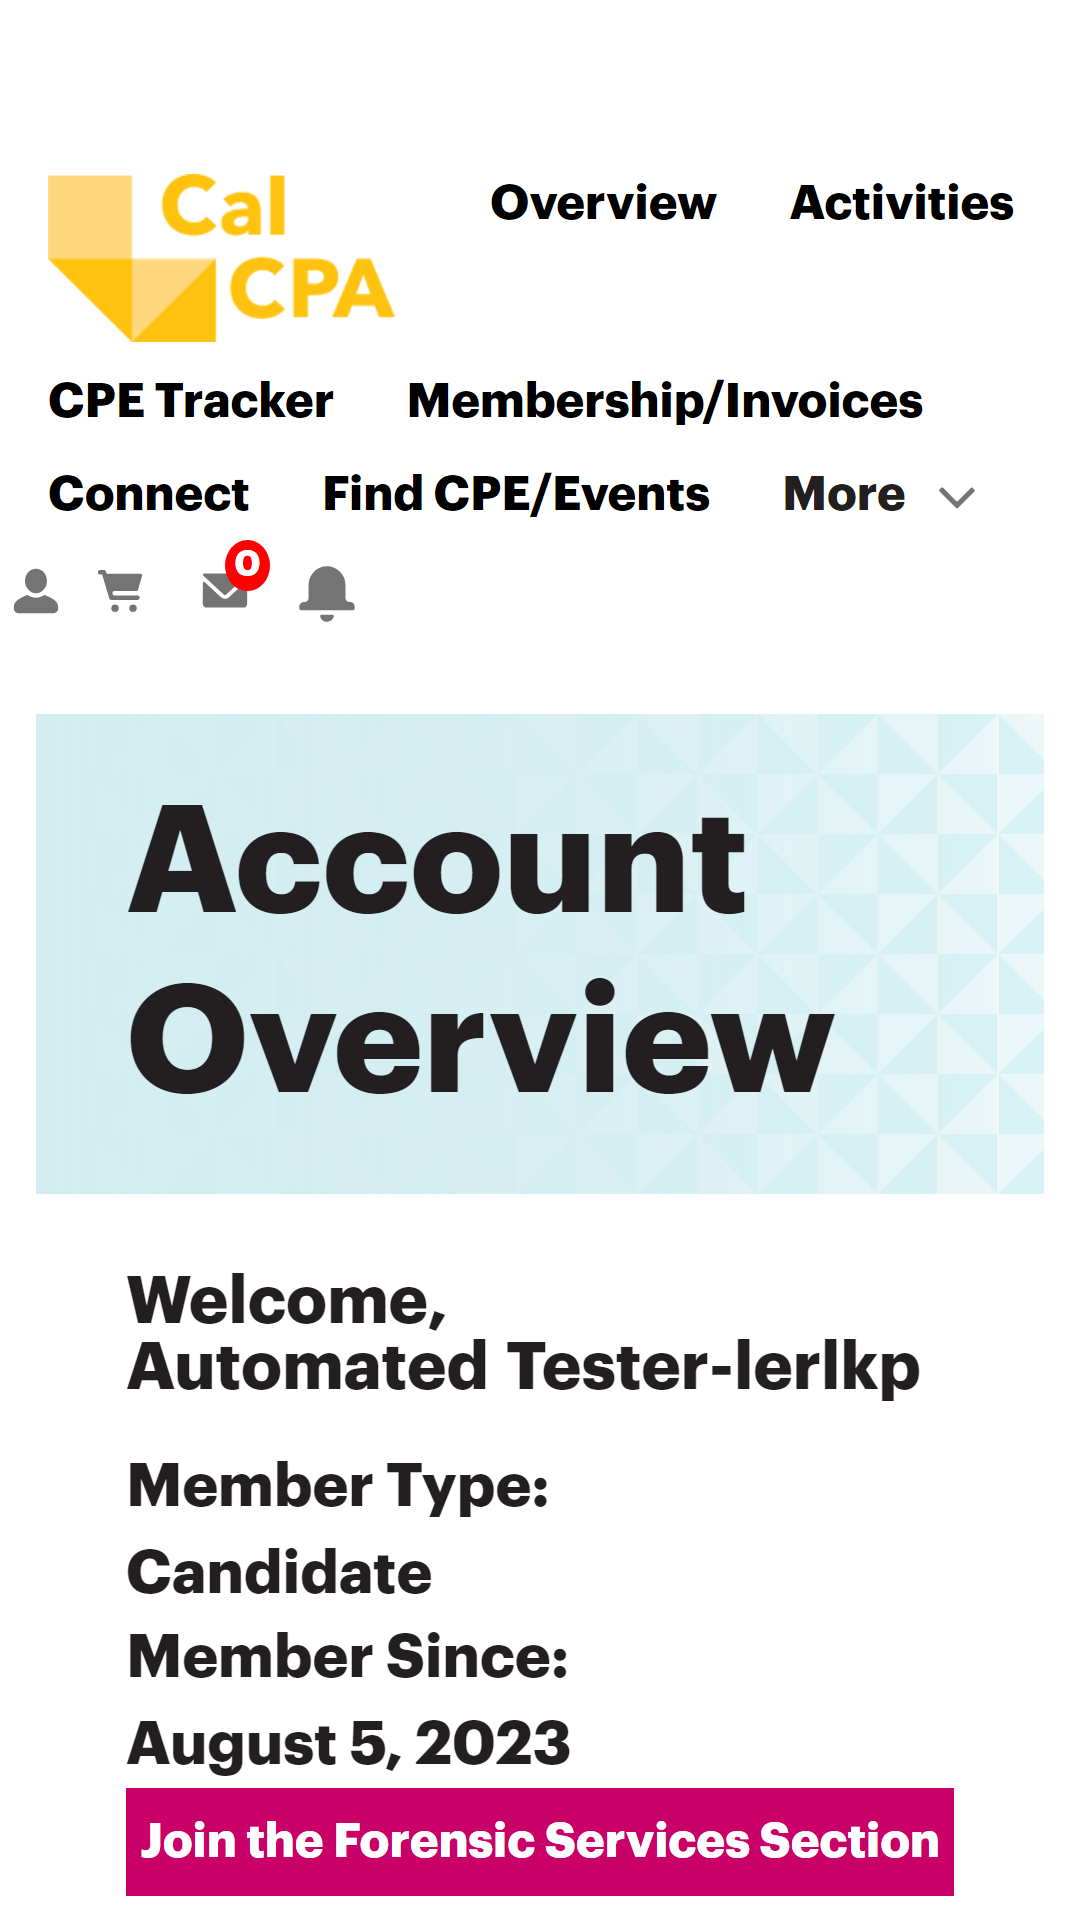 Cal
CPA
Overview Activities
CPE Tracker Membership/Invoices
Connect Find CPE/Events More
0
Account
Overview
Welcome,
Automated Tester-lerlkp
Member Type:
Candidate
Member Since:
August 5, 2023
Join the Forensic Services Section